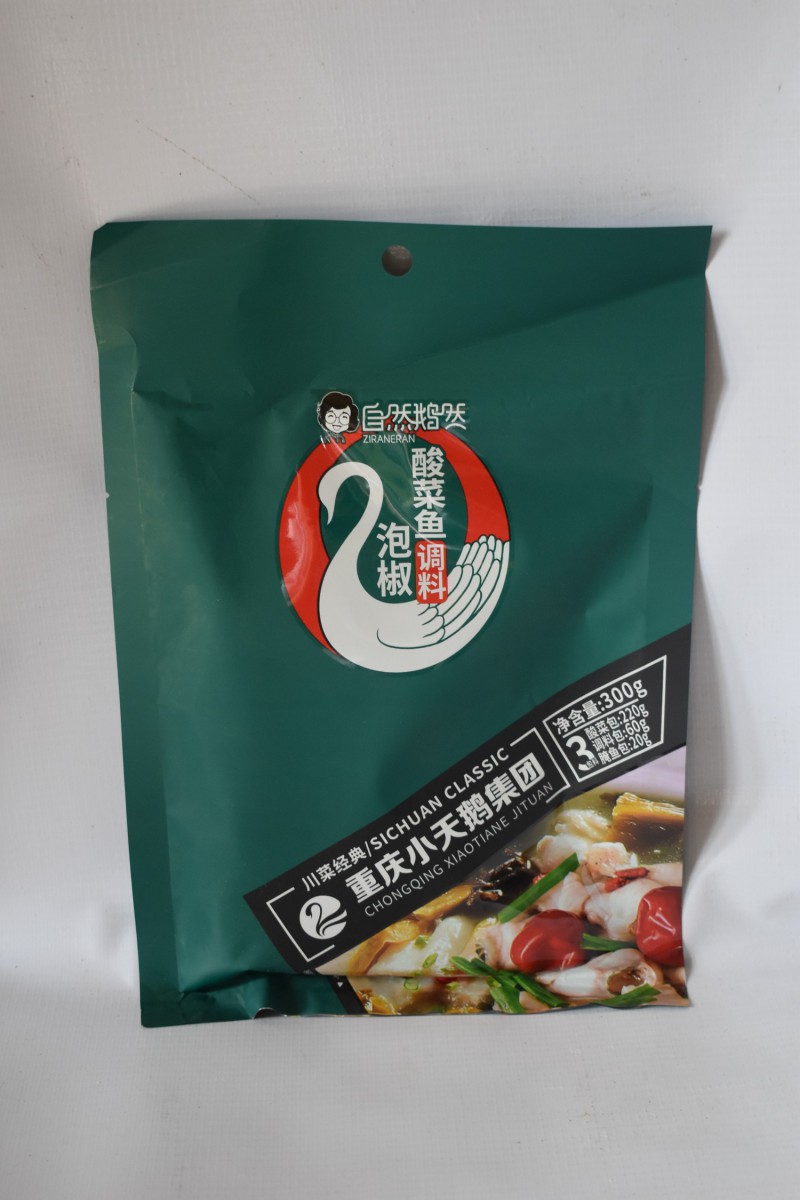 自然鹅然
ZIRANERAN
酸菜鱼
调料
泡椒
净含量:300g
3
酸菜包:220g
调料包:60g
腌鱼包:20g
川菜经典/SICHUAN CLASSIC
重庆小天鹅集团
CHONGQING XIAOTIANE JITUAN